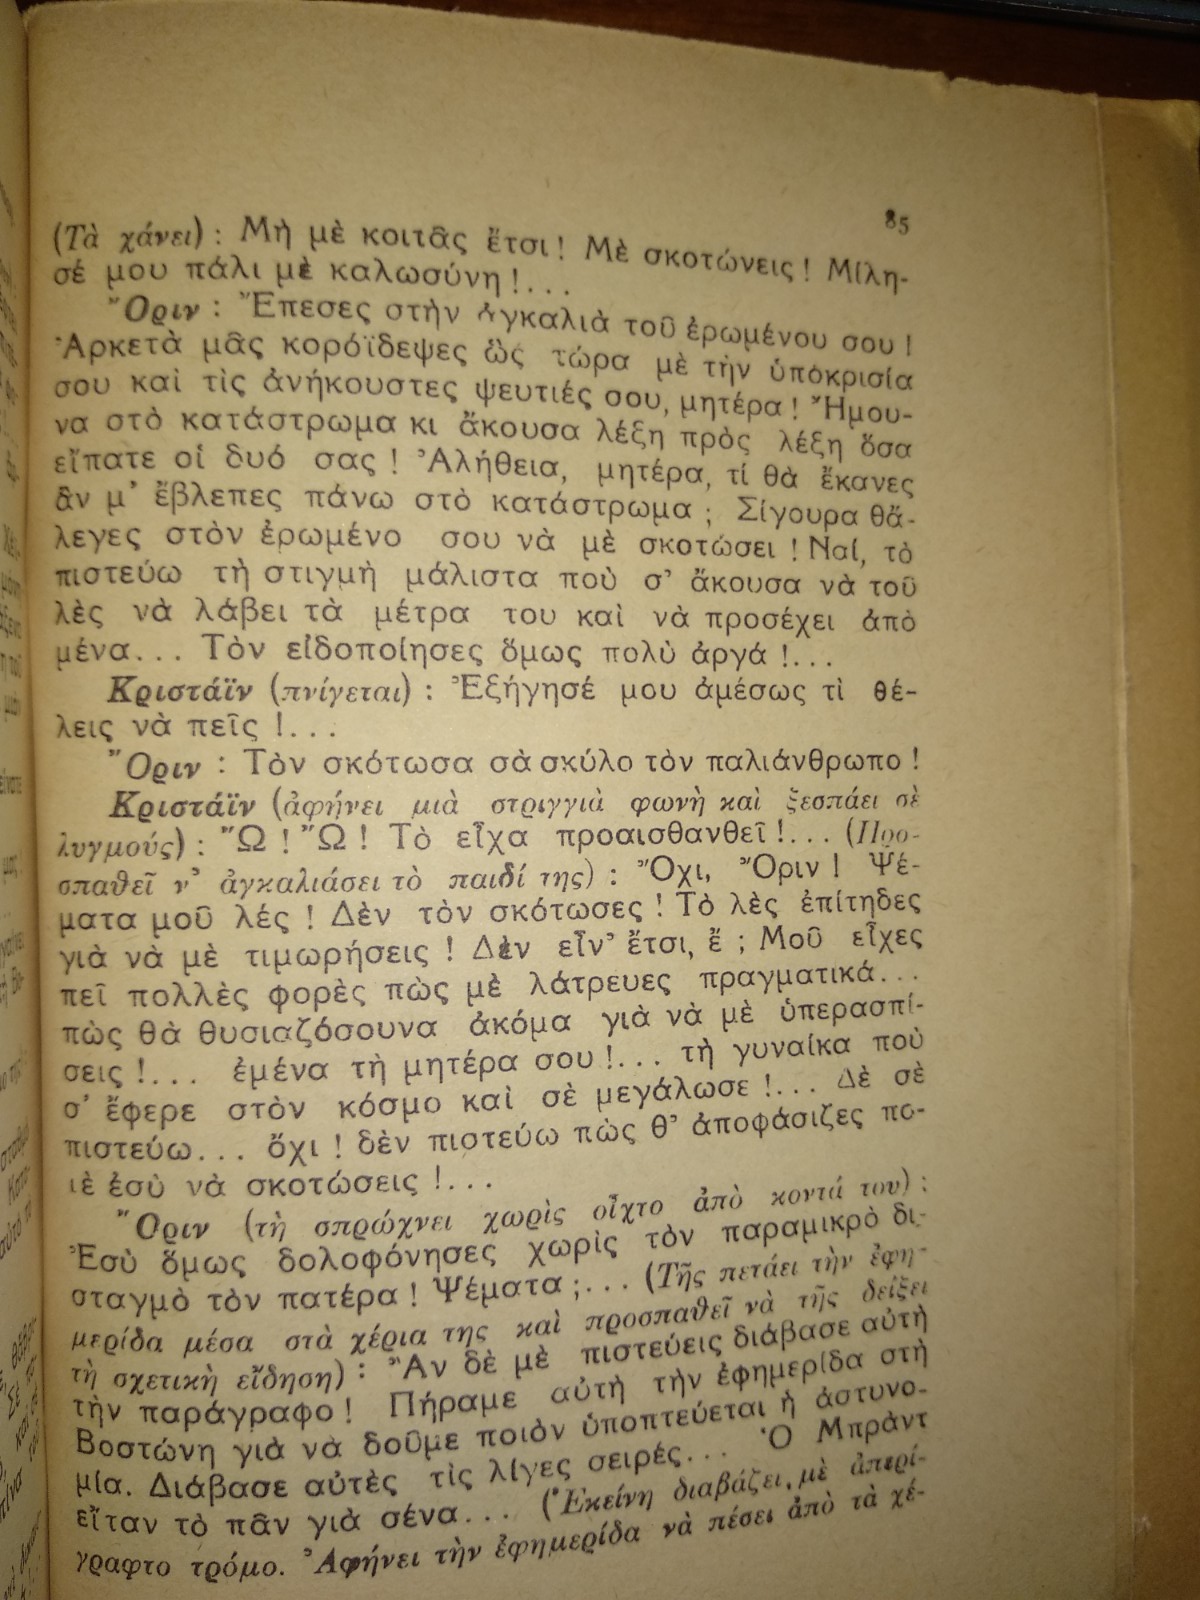 85
(Τὰ χάνει) : Μὴ μὲ κοιτᾶς ἔτσι ! Μὲ σκοτώνεις ! Μίλη-
σέ μου πάλι μὲ καλωσύνη !...
Ὄριν : Ἔπεσες στὴν ἀγκαλιὰ τοῦ ἐρωμένου σου !
Ἀρκετὰ μᾶς κορόϊδεψες ὣς τώρα μὲ τὴν ὑποκρισία
σου καὶ τὶς ἀνήκουστες ψευτιές σου, μητέρα ! Ἤμου-
να στὸ κατάστρωμα κι ἄκουσα λέξη πρὸς λέξη ὅσα
εἴπατε οἱ δυό σας ! Ἀλήθεια, μητέρα, τί θὰ ἔκανες
ἂν μ' ἔβλεπες πάνω στὸ κατάστρωμα ; Σίγουρα θἄ-
λεγες στὸν ἐρωμένο σου νὰ μὲ σκοτώσει ! Ναί, τὸ
πιστεύω τὴ στιγμὴ μάλιστα ποὺ σ' ἄκουσα νὰ τοῦ
λὲς νὰ λάβει τὰ μέτρα του καὶ νὰ προσέχει ἀπὸ
μένα... Τὸν εἰδοποίησες ὅμως πολὺ ἀργά !...
Κριστάϊν (πνίγεται) : Ἐξήγησέ μου ἀμέσως τὶ θέ-
λεις νὰ πεῖς !...
Ὄριν : Τὸν σκότωσα σὰ σκύλο τὸν παλιάνθρωπο !
Κριστάϊν (ἀφήνει μιὰ στριγγιὰ φωνὴ καὶ ξεσπάει σὲ
λυγμούς) : Ὤ ! Ὤ ! Τὸ εἶχα προαισθανθεῖ !... (Προ-
σπαθεῖ ν' ἀγκαλιάσει τὸ παιδί της) : Ὄχι, Ὄριν ! Ψέ-
ματα μοῦ λές ! Δὲν τὸν σκότωσες ! Τὸ λὲς ἐπίτηδες
γιὰ νὰ μὲ τιμωρήσεις ! Δὲν εἶν' ἔτσι, ἔ ; Μοῦ εἶχες
πεῖ πολλὲς φορὲς πὼς μὲ λάτρευες πραγματικά...
πὼς θὰ θυσιαζόσουνα ἀκόμα γιὰ νὰ μὲ ὑπερασπί-
σεις !... ἐμένα τὴ μητέρα σου !... τὴ γυναίκα ποὺ
σ' ἔφερε στὸν κόσμο καὶ σὲ μεγάλωσε !... Δὲ σὲ
πιστεύω... ὄχι ! δὲν πιστεύω πὼς θ' ἀποφάσιζες πο-
τὲ ἐσὺ νὰ σκοτώσεις !...
Ὄριν (τὴ σπρώχνει χωρὶς οἶχτο ἀπὸ κοντά του) :
Ἐσὺ ὅμως δολοφόνησες χωρὶς τὸν παραμικρὸ δι-
σταγμὸ τὸν πατέρα ! Ψέματα ;... (Τῆς πετάει τὴν ἐφη-
μερίδα μέσα στὰ χέρια της καὶ προσπαθεῖ νὰ τῆς δείξει
τὴ σχετικὴ εἴδηση) : Ἂν δὲ μὲ πιστεύεις διάβασε αὐτὴ
τὴν παράγραφο ! Πήραμε αὐτὴ τὴν ἐφημερίδα στὴ
Βοστώνη γιὰ νὰ δοῦμε ποιὸν ὑποπτεύεται ἡ ἀστυνο-
μία. Διάβασε αὐτὲς τὶς λίγες σειρές... Ὁ Μπρὰντ
εἶταν τὸ πᾶν γιὰ σένα... (Ἐκείνη διαβάζει, μὲ ἀπερί-
γραφτο τρόμο. Ἀφήνει τὴν ἐφημερίδα νὰ πέσει ἀπὸ τὰ χέ-